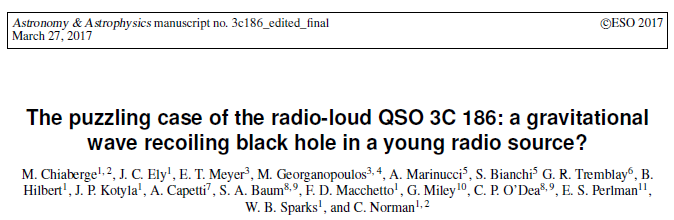 Astronomy & Astrophysics manuscript no. 3c186_edited_final ©ESO 2017
March 27, 2017
The puzzling case of the radio-loud QSO 3C 186: a gravitational
wave recoiling black hole in a young radio source?
M. Chiaberge1, 2, J. C. Ely1, E. T. Meyer3, M. Georganopoulos3, 4, A. Marinucci5, S. Bianchi5 G. R. Tremblay6, B.
Hilbert1, J. P. Kotyla1, A. Capetti7, S. A. Baum8, 9, F. D. Macchetto1, G. Miley10, C. P. O'Dea8, 9, E. S. Perlman11,
W. B. Sparks1, and C. Norman1, 2